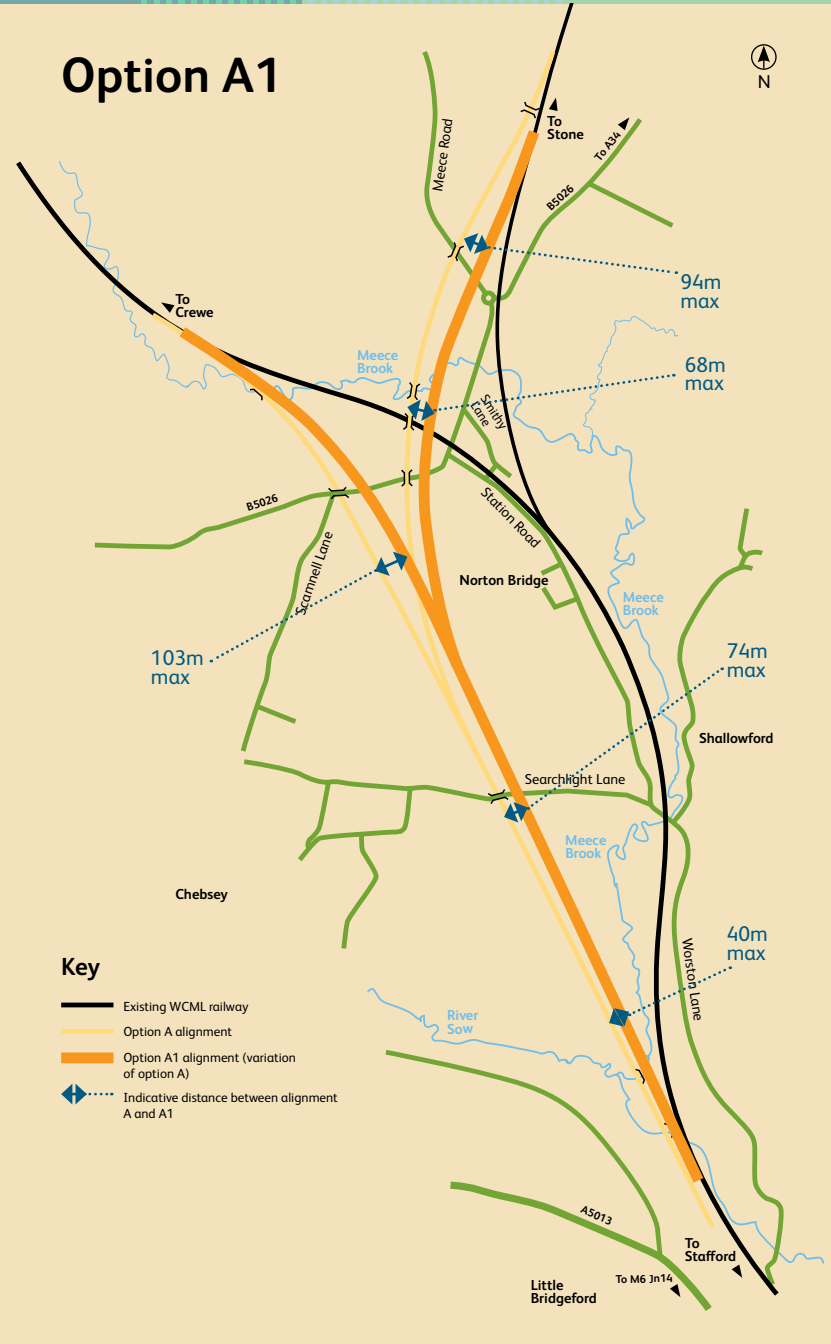 Option A1
N
To
Stone
To A34
Meece Road
B5026
94m
max
To
Crewe
Meece
Brook
68m
max
Smithy
Lane
B5026
Station Road
Scamnell Lane
Norton Bridge
Meece
Brook
103m
max
74m
max
Shallowford
Searchlight Lane
Meece
Brook
Chebsey
40m
max
Worston Lane
Key
Existing WCML railway
Option A alignment
Option A1 alignment (variation
of option A)
Indicative distance between alignment
A and A1
River
Sow
A5013
To
Stafford
To M6 Jn14
Little
Bridgeford